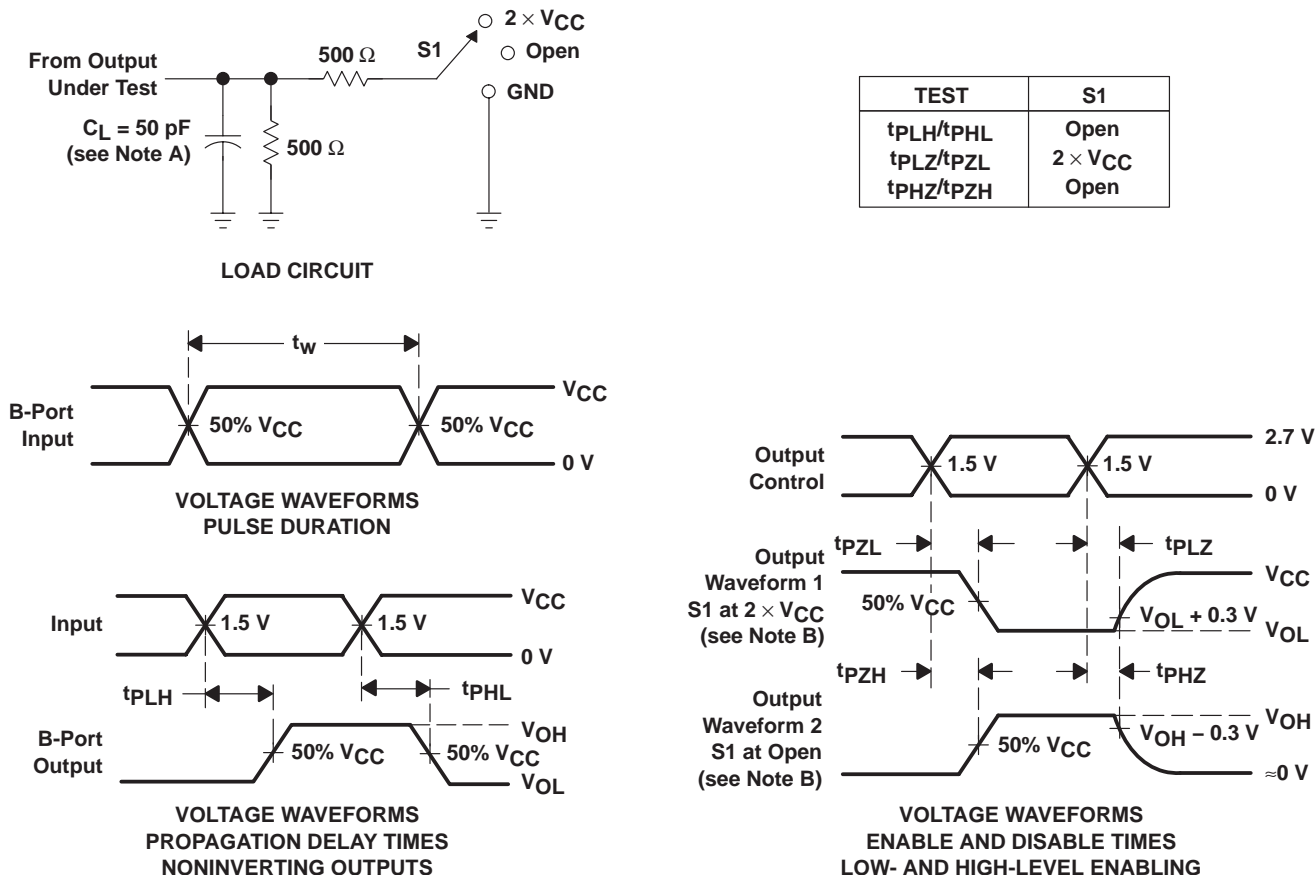 2 × VCC
S1
Open
500 Ω
From Output
Under Test
GND
CL = 50 pF
(see Note A)
500 Ω
LOAD CIRCUIT
TEST S1
tPLH/tPHL Open
tPLZ/tPZL 2 × VCC
tPHZ/tPZH Open
tw
VCC
B-Port
Input
50% VCC 50% VCC
0 V
VOLTAGE WAVEFORMS
PULSE DURATION
VCC
Input
1.5 V 1.5 V
0 V
tPLH tPHL
VOH
B-Port
Output
50% VCC 50% VCC
VOL
VOLTAGE WAVEFORMS
PROPAGATION DELAY TIMES
NONINVERTING OUTPUTS
2.7 V
Output
Control
1.5 V 1.5 V
0 V
tPZL tPLZ
Output
Waveform 1
S1 at 2 × VCC
(see Note B)
VCC
50% VCC
VOL + 0.3 V
VOL
tPZH tPHZ
Output
Waveform 2
S1 at Open
(see Note B)
VOH
VOH − 0.3 V
50% VCC
≈0 V
VOLTAGE WAVEFORMS
ENABLE AND DISABLE TIMES
LOW- AND HIGH-LEVEL ENABLING